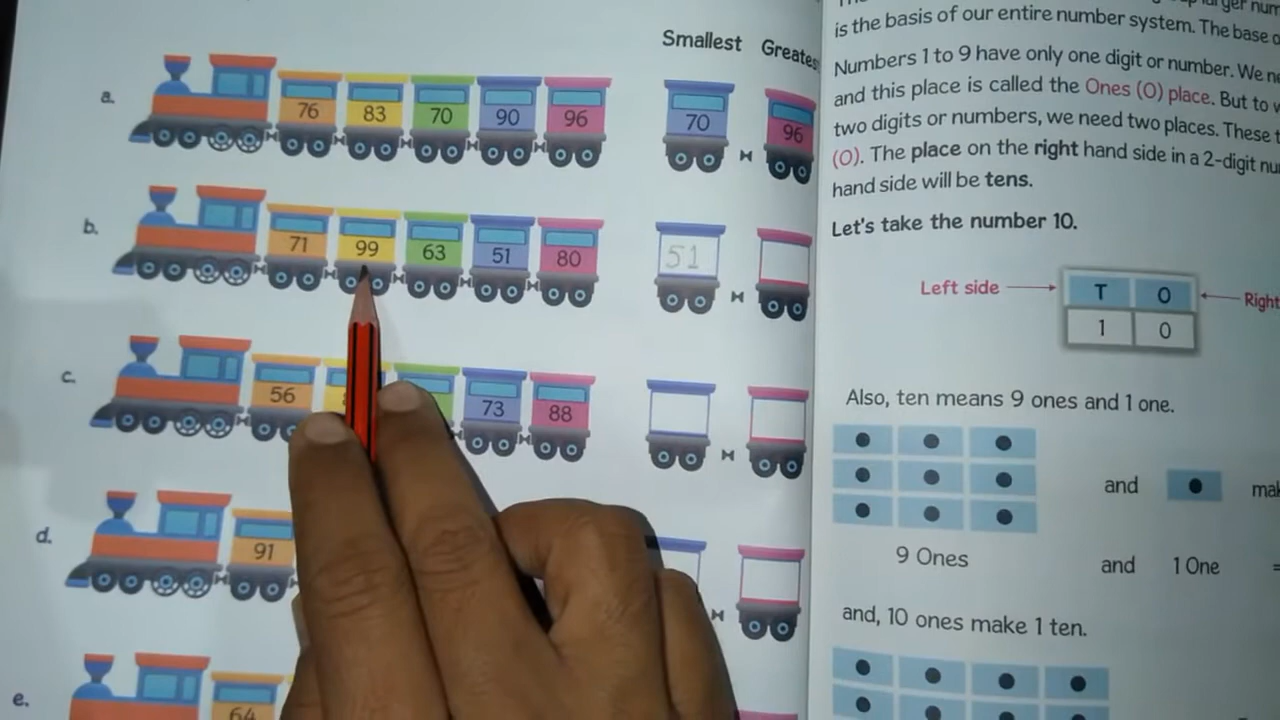 Smallest Greates
a. 76 83 70 90 96 70 96
b. 71 99 63 51 80 51
c. 56 73 88
d. 91
e. 64
is the basis of our entire number system. The base
Numbers 1 to 9 have only one digit or number. We
and this place is called the Ones (O) place. But to
two digits or numbers, we need two places. These
(O). The place on the right hand side in a 2-digit
hand side will be tens.
Let's take the number 10.
Left side T O Right
1 0
Also, ten means 9 ones and 1 one.
and
9 Ones and 1 One =
and, 10 ones make 1 ten.